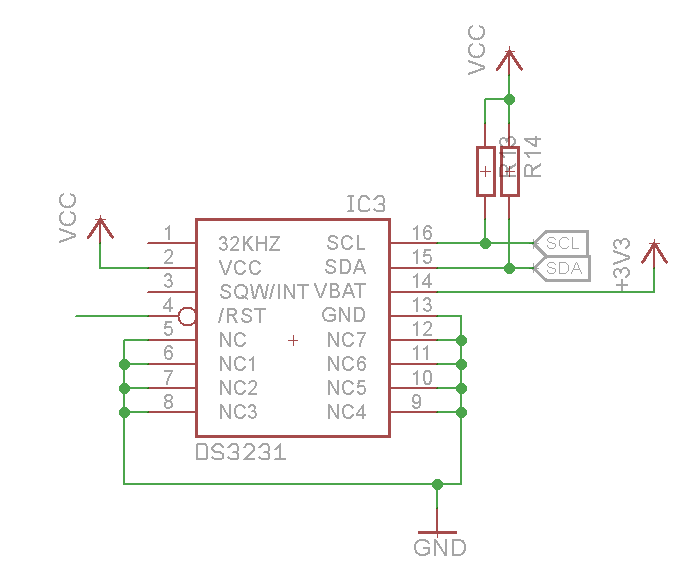 VCC
R13
R14
IC3
VCC
1
32KHZ
SCL
16
SCL
2
VCC
SDA
15
SDA
+3V3
3
SQW/INT
VBAT
14
4
/RST
GND
13
5
NC
NC7
12
6
NC1
NC6
11
7
NC2
NC5
10
8
NC3
NC4
9
DS3231
GND